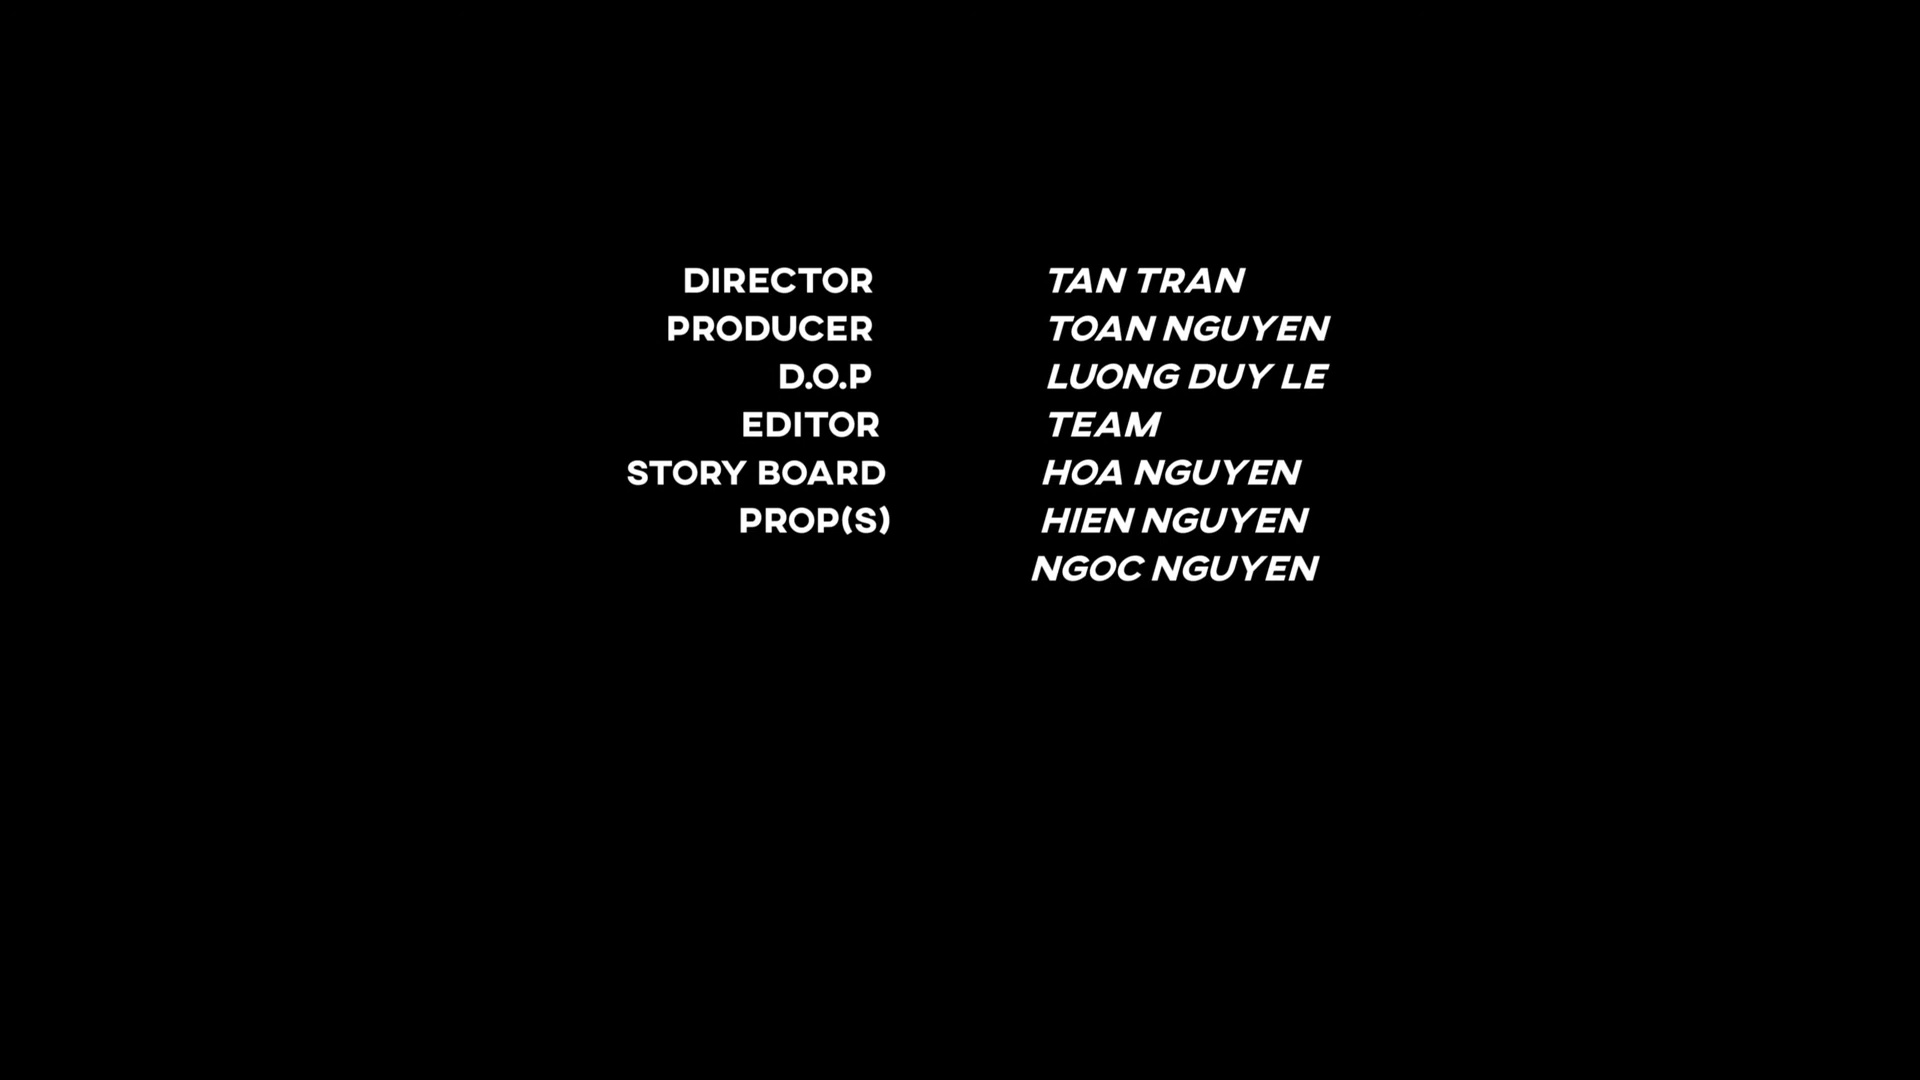 DIRECTOR TAN TRAN
PRODUCER TOAN NGUYEN
D.O.P LUONG DUY LE
EDITOR TEAM
STORY BOARD HOA NGUYEN
PROP(S) HIEN NGUYEN
NGOC NGUYEN